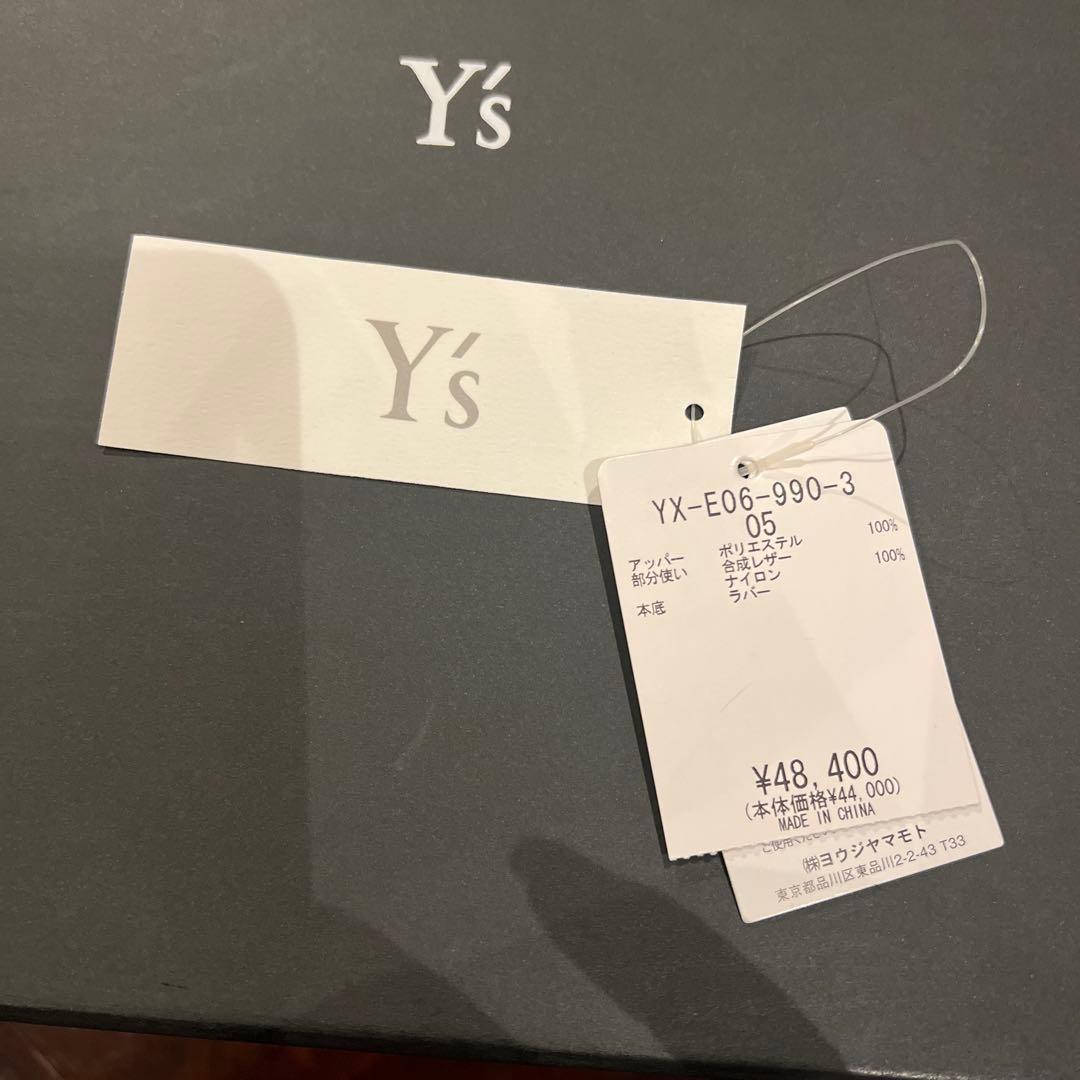 Y's
Y's
YX-E06-990-3
05
アッパー ポリエステル 100%
部分使い 合成レザー
ナイロン 100%
本底 ラバー
¥48,400
(本体価格¥44,000)
MADE IN CHINA
㈱ヨウジヤマモト
東京都品川区東品川2-2-43 T33